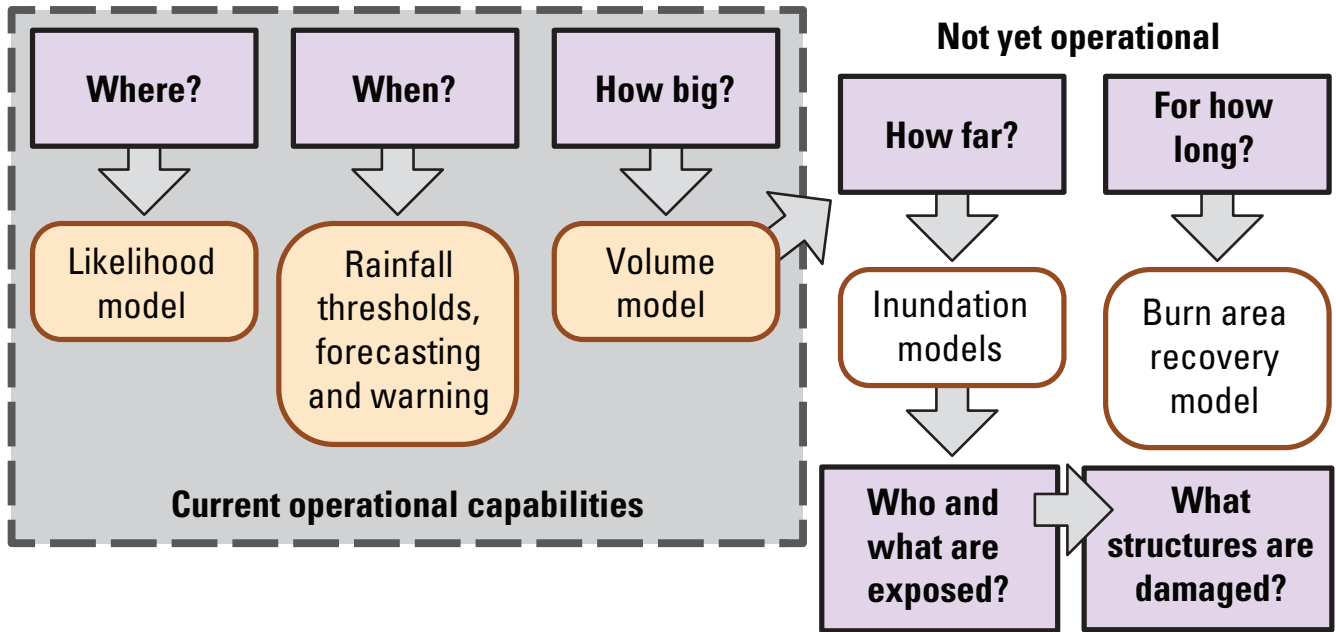 Where?
When?
How big?
Likelihood
model
Rainfall
thresholds,
forecasting
and warning
Volume
model
Current operational capabilities
Not yet operational
How far?
For how
long?
Inundation
models
Burn area
recovery
model
Who and
what are
exposed?
What
structures are
damaged?